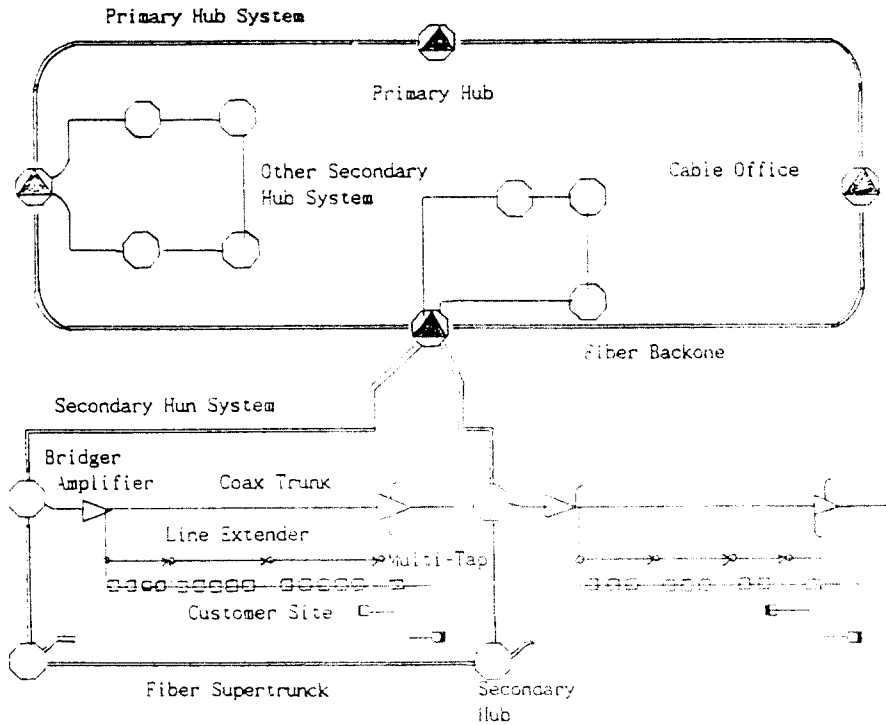 Primary Hub System
Primary Hub
Other Secondary
Hub System
Cable Office
Fiber Backone
Secondary Hun System
Bridger
Amplifier
Coax Trunk
Line Extender
Multi-Tap
Customer Site
Fiber Supertrunck
Secondary
Hub